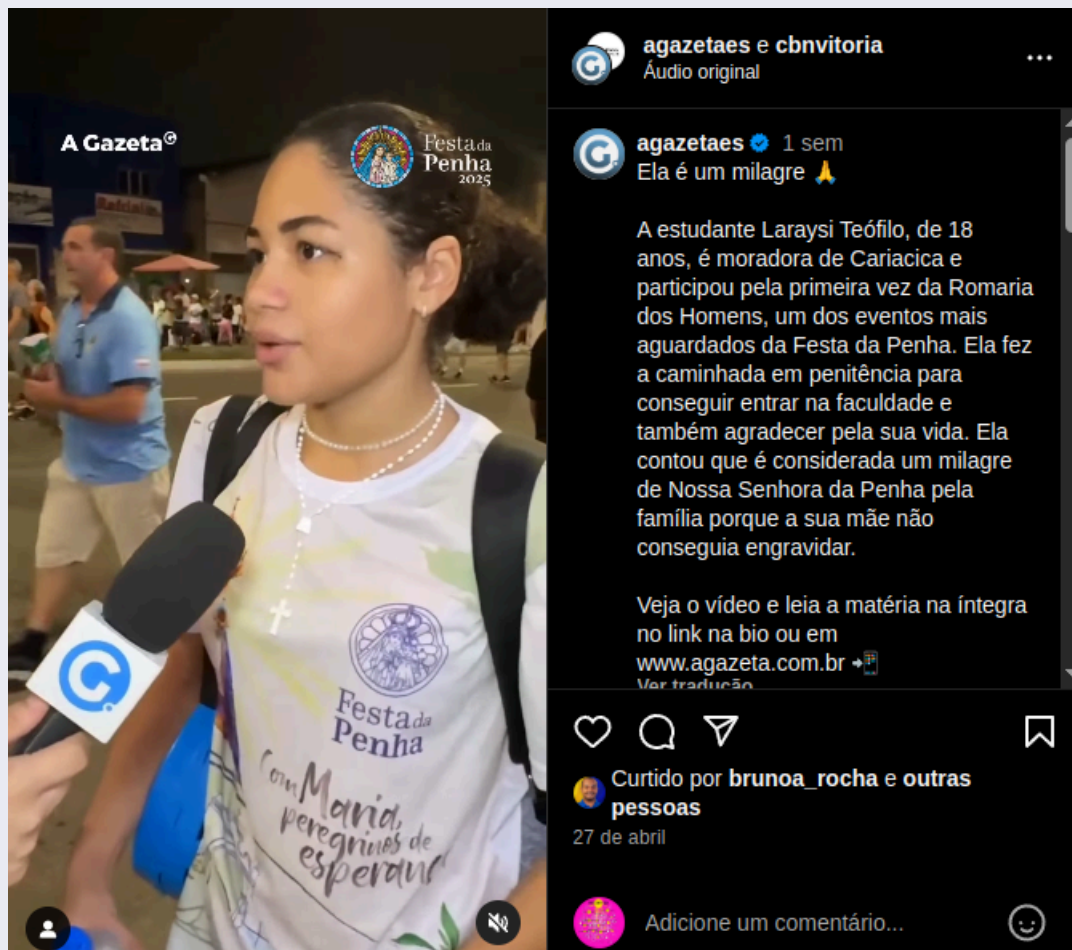 A Gazeta
Festa da
Penha
2025
Festa da
Penha
Com Maria,
peregrinos de
agazetaes e cbnvitoria
Áudio original
agazetaes 1 sem
Ela é um milagre 🙏
A estudante Laraysi Teófilo, de 18
anos, é moradora de Cariacica e
participou pela primeira vez da Romaria
dos Homens, um dos eventos mais
aguardados da Festa da Penha. Ela fez
a caminhada em penitência para
conseguir entrar na faculdade e
também agradecer pela sua vida. Ela
contou que é considerada um milagre
de Nossa Senhora da Penha pela
família porque a sua mãe não
conseguia engravidar.
Veja o vídeo e leia a matéria na íntegra
no link na bio ou em
www.agazeta.com.br 📲
Ver tradução
Curtido por brunoa_rocha e outras
pessoas
27 de abril
Adicione um comentário...